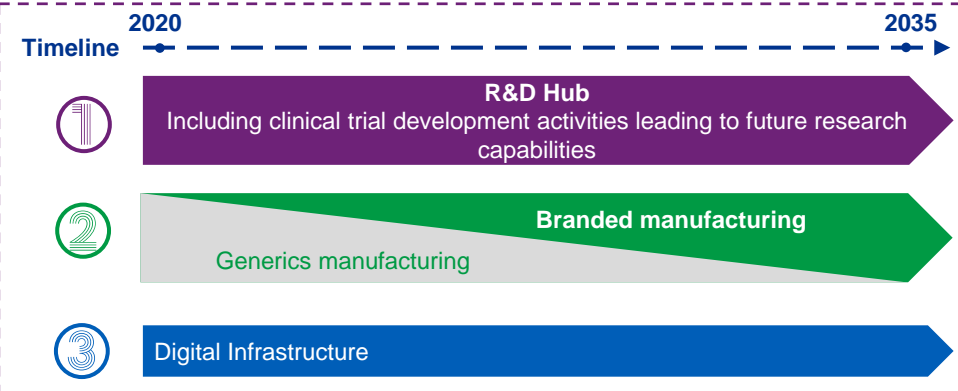 2020
2035
Timeline
1
R&D Hub
Including clinical trial development activities leading to future research
capabilities
2
Branded manufacturing
Generics manufacturing
3
Digital Infrastructure